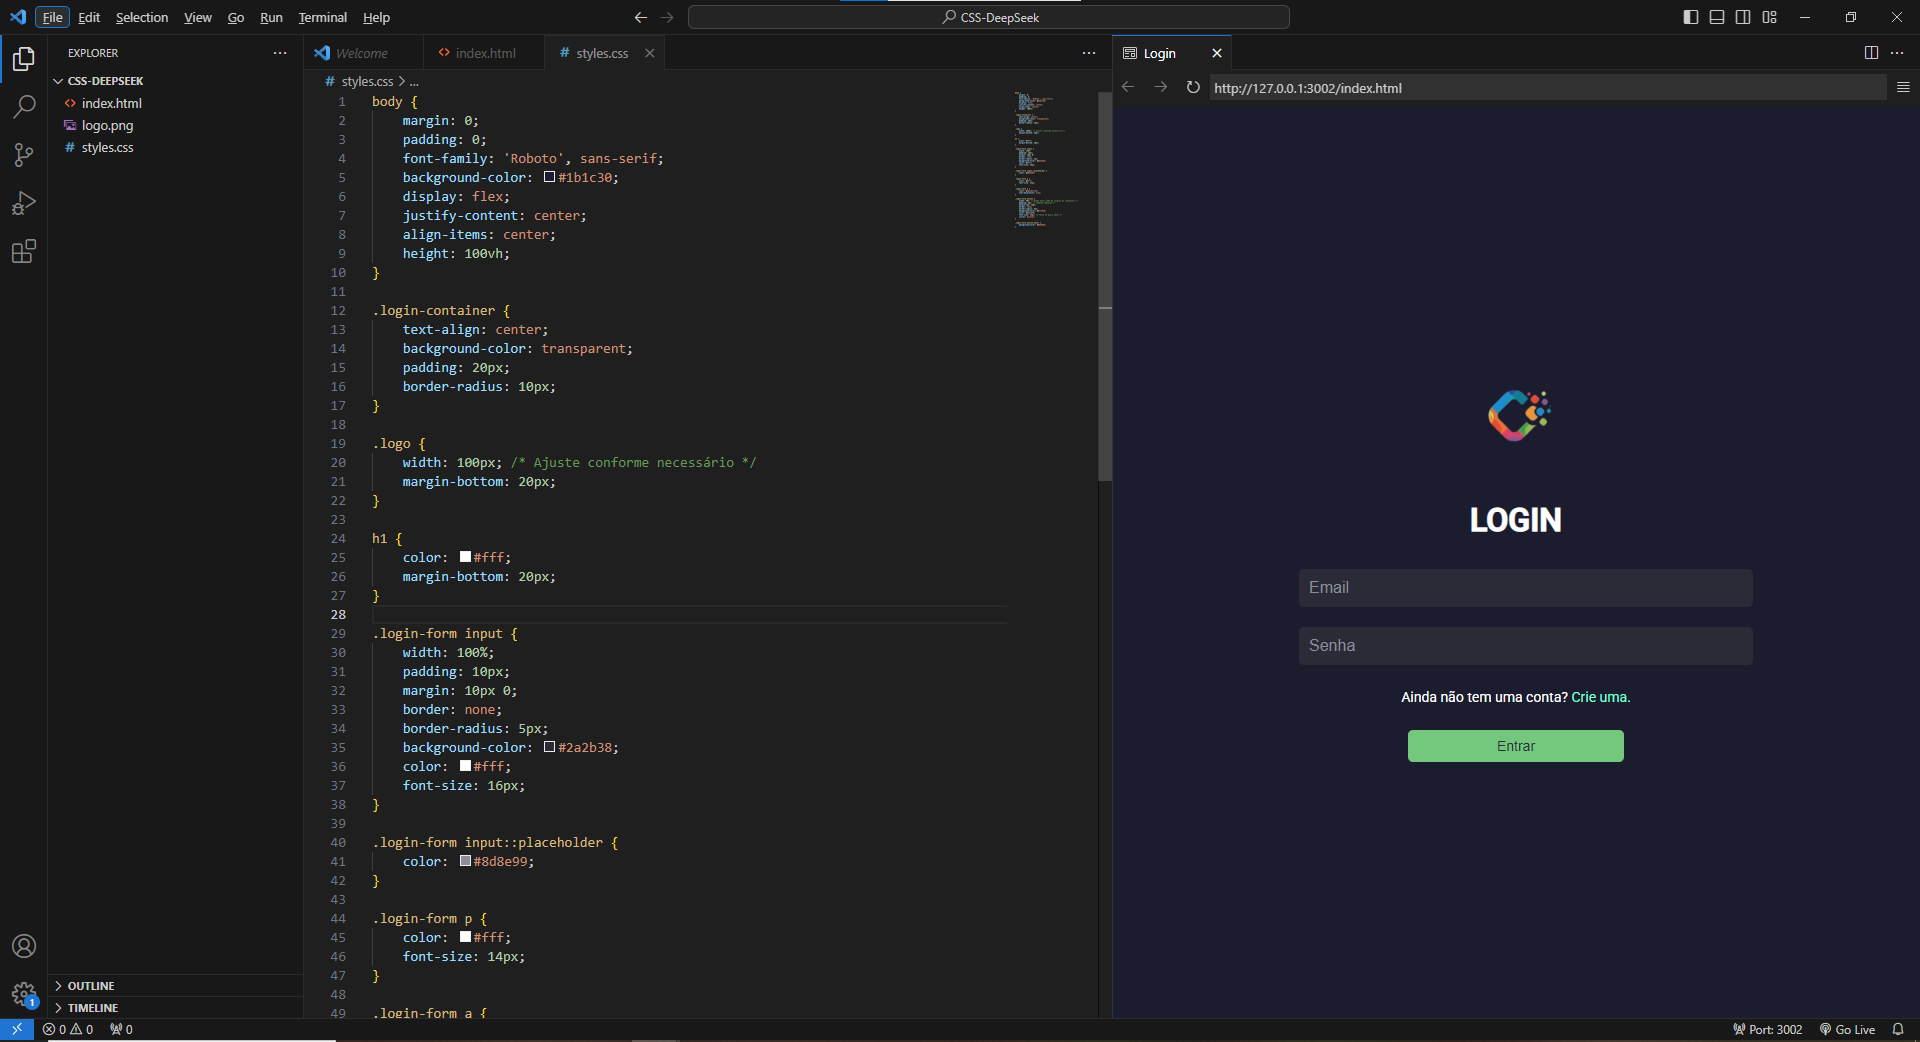 File Edit Selection View Go Run Terminal Help
CSS-DeepSeek
EXPLORER
CSS-DEEPSEEK
index.html
logo.png
styles.css
OUTLINE
TIMELINE
Welcome
index.html
styles.css
styles.css > ...
1 body {
2 margin: 0;
3 padding: 0;
4 font-family: 'Roboto', sans-serif;
5 background-color: #1b1c30;
6 display: flex;
7 justify-content: center;
8 align-items: center;
9 height: 100vh;
10 }
11
12 .login-container {
13 text-align: center;
14 background-color: transparent;
15 padding: 20px;
16 border-radius: 10px;
17 }
18
19 .logo {
20 width: 100px; /* Ajuste conforme necessário */
21 margin-bottom: 20px;
22 }
23
24 h1 {
25 color: #fff;
26 margin-bottom: 20px;
27 }
28
29 .login-form input {
30 width: 100%;
31 padding: 10px;
32 margin: 10px 0;
33 border: none;
34 border-radius: 5px;
35 background-color: #2a2b38;
36 color: #fff;
37 font-size: 16px;
38 }
39
40 .login-form input::placeholder {
41 color: #8d8e99;
42 }
43
44 .login-form p {
45 color: #fff;
46 font-size: 14px;
47 }
48
49 .login-form a {
Login
http://127.0.0.1:3002/index.html
LOGIN
Email
Senha
Ainda não tem uma conta? Crie uma.
Entrar
1
0 0 0
Port: 3002 Go Live